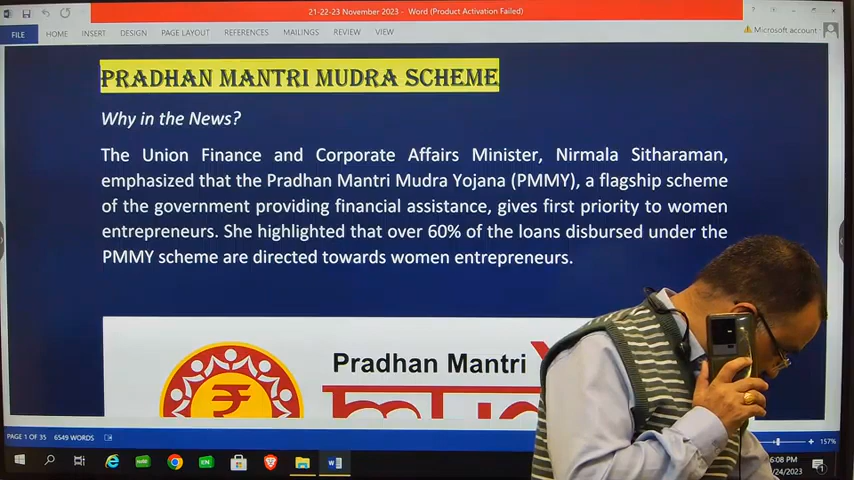 21-22-23 November 2023 - Word (Product Activation Failed)
FILE HOME INSERT DESIGN PAGE LAYOUT REFERENCES MAILINGS REVIEW VIEW Microsoft account
PRADHAN MANTRI MUDRA SCHEME
Why in the News?
The Union Finance and Corporate Affairs Minister, Nirmala Sitharaman,
emphasized that the Pradhan Mantri Mudra Yojana (PMMY), a flagship scheme
of the government providing financial assistance, gives first priority to women
entrepreneurs. She highlighted that over 60% of the loans disbursed under the
PMMY scheme are directed towards women entrepreneurs.
Pradhan Mantri
₹
PAGE 1 OF 35 6549 WORDS 157%
EN
6:08 PM
/24/2023